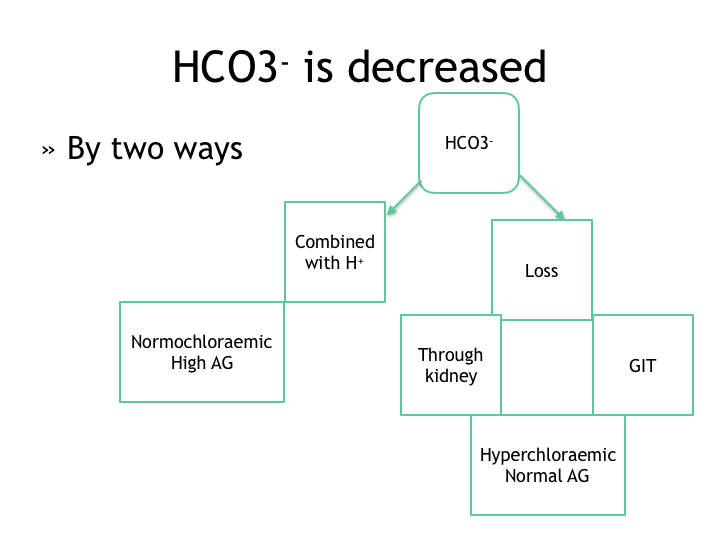 HCO3- is decreased
» By two ways
HCO3-
Combined
with H+
Loss
Normochloraemic
High AG
Through
kidney
GIT
Hyperchloraemic
Normal AG